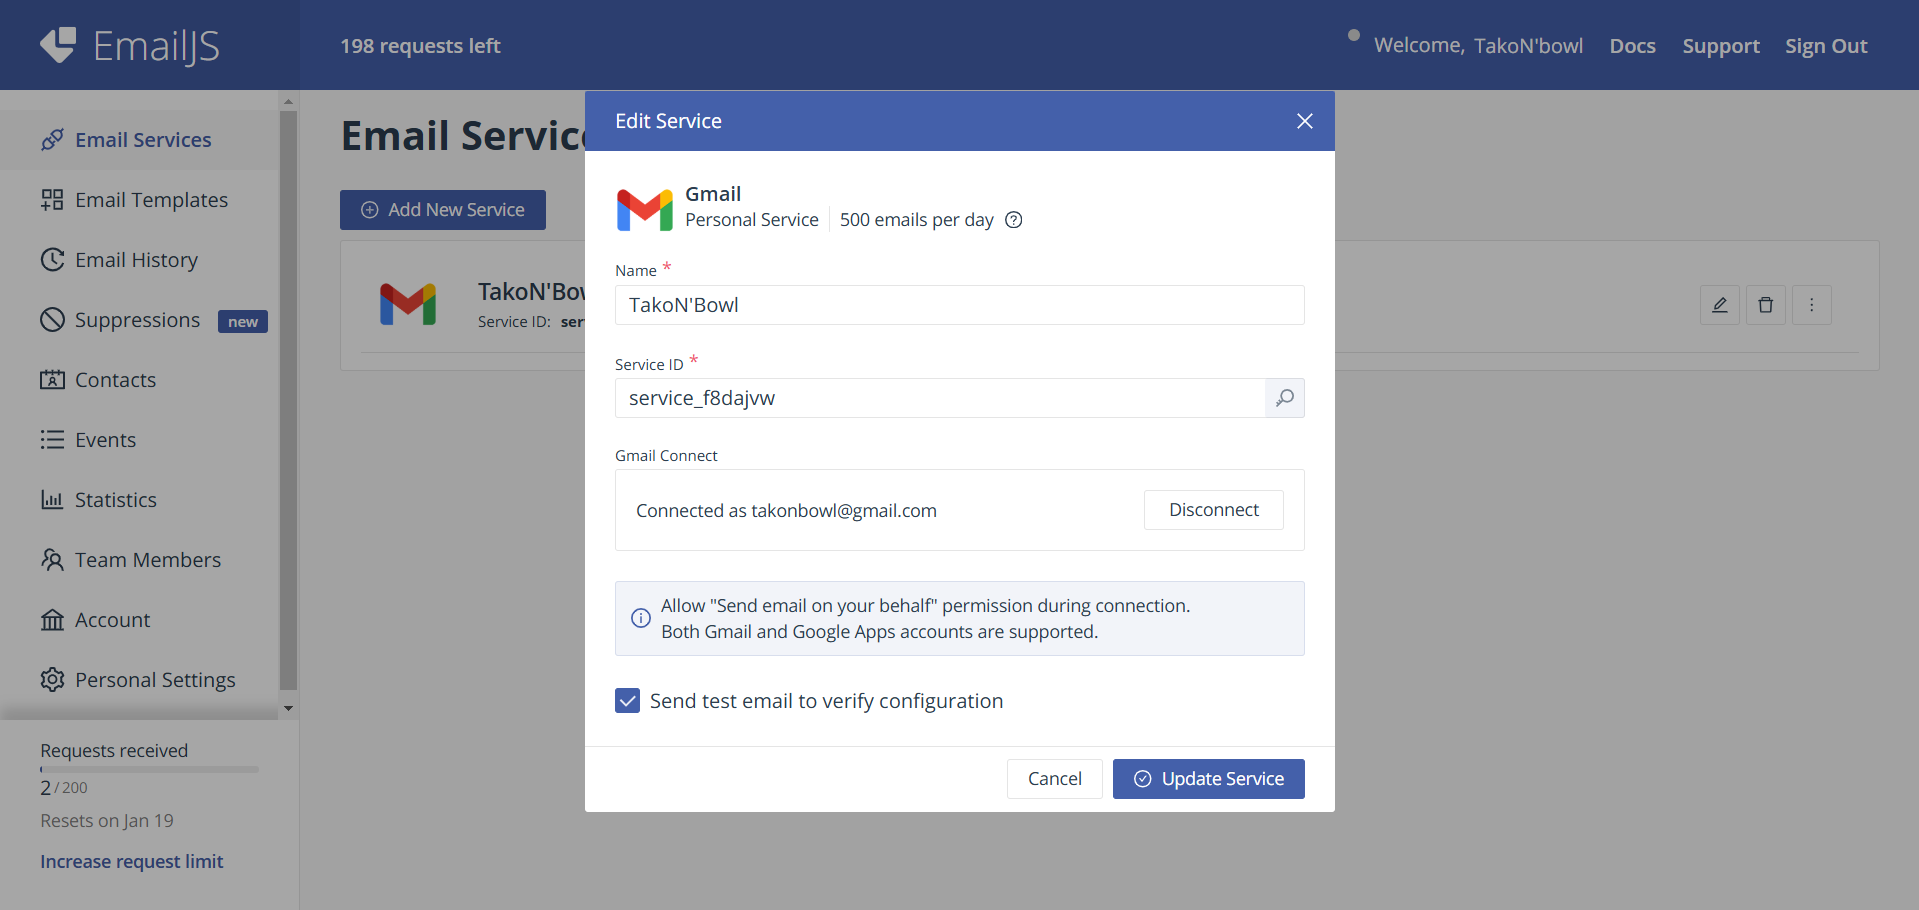 EmailJS
198 requests left
Welcome, TakoN'bowl Docs Support Sign Out
Email Services
Email Templates
Email History
Suppressions new
Contacts
Events
Statistics
Team Members
Account
Personal Settings
Requests received
2 / 200
Resets on Jan 19
Increase request limit
Email Servic
Add New Service
TakoN'Bow
Service ID: ser
Edit Service
Gmail
Personal Service 500 emails per day
Name *
TakoN'Bowl
Service ID *
service_f8dajvw
Gmail Connect
Connected as takonbowl@gmail.com Disconnect
Allow "Send email on your behalf" permission during connection.
Both Gmail and Google Apps accounts are supported.
Send test email to verify configuration
Cancel Update Service